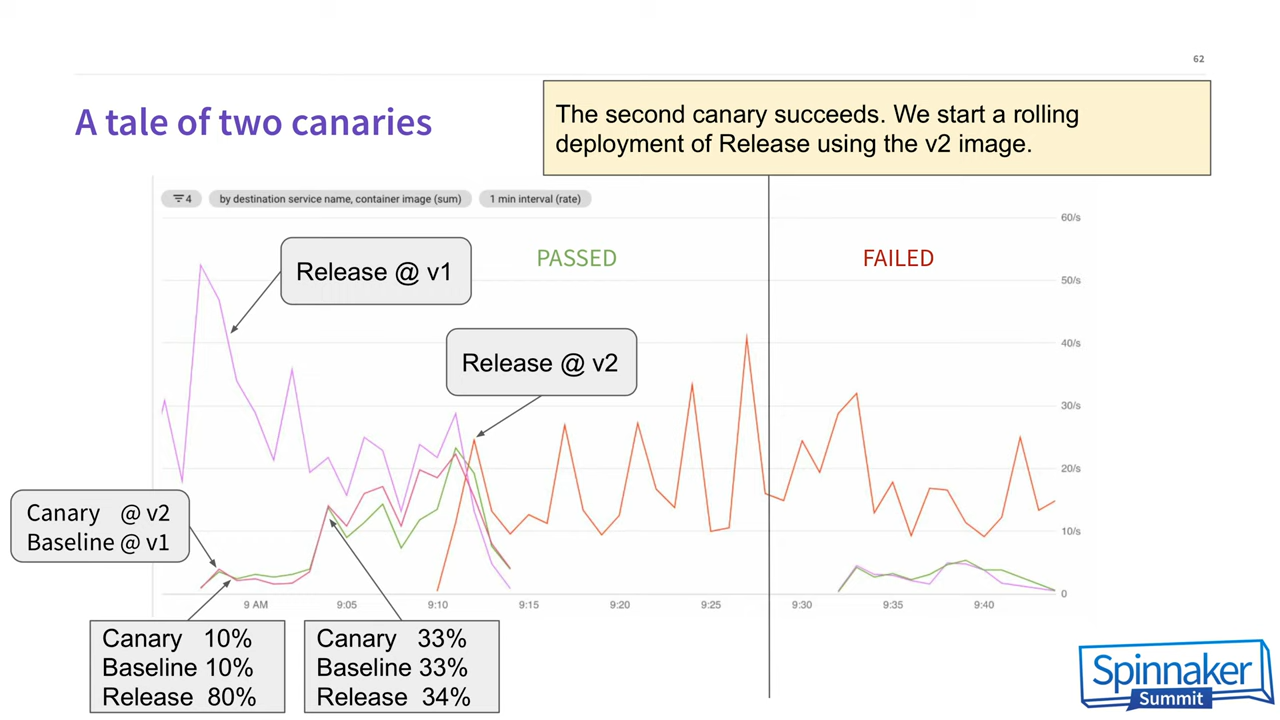 62
A tale of two canaries
The second canary succeeds. We start a rolling
deployment of Release using the v2 image.
4
by destination service name, container image (sum)
1 min interval (rate)
60/s
PASSED
FAILED
Release @ v1
50/s
40/s
Release @ v2
30/s
20/s
Canary @ v2
Baseline @ v1
10/s
0
9 AM
9:05
9:10
9:15
9:20
9:25
9:30
9:35
9:40
Canary 10%
Baseline 10%
Release 80%
Canary 33%
Baseline 33%
Release 34%
Spinnaker
Summit